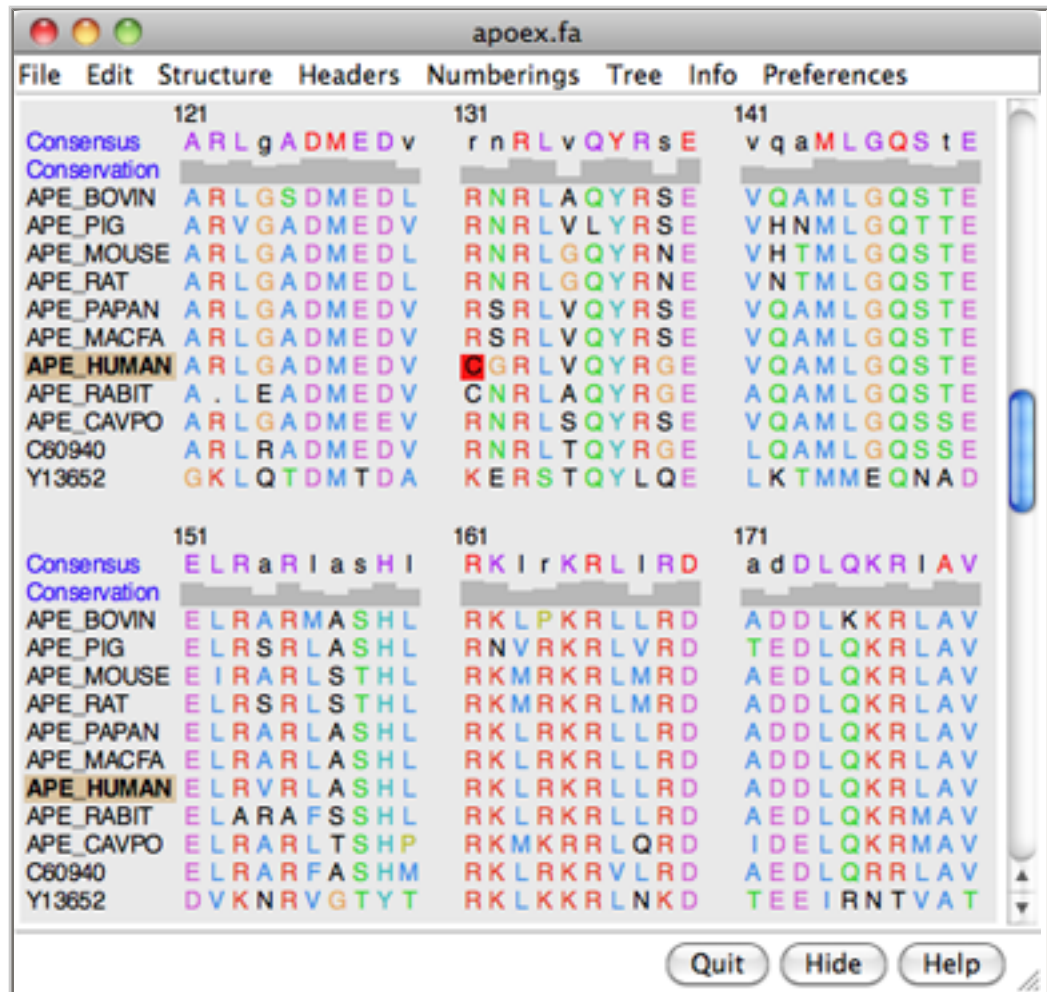 apoex.fa
File Edit Structure Headers Numberings Tree Info Preferences
121 131 141
Consensus A R L g A D M E D v r n R L v Q Y R s E v q a M L G Q S t E
Conservation
APE_BOVIN A R L G S D M E D L R N R L A Q Y R S E V Q A M L G Q S T E
APE_PIG A R V G A D M E D V R N R L V L Y R S E V H N M L G Q T T E
APE_MOUSE A R L G A D M E D L R N R L G Q Y R N E V H T M L G Q S T E
APE_RAT A R L G A D M E D L R N R L G Q Y R N E V N T M L G Q S T E
APE_PAPAN A R L G A D M E D V R S R L V Q Y R S E V Q A M L G Q S T E
APE_MACFA A R L G A D M E D V R S R L V Q Y R S E V Q A M L G Q S T E
APE_HUMAN A R L G A D M E D V C G R L V Q Y R G E V Q A M L G Q S T E
APE_RABIT A . L E A D M E D V C N R L A Q Y R G E V Q A M L G Q S T E
APE_CAVPO A R L G A D M E E V R N R L S Q Y R S E V Q A M L G Q S S E
C60940 A R L R A D M E D V R N R L T Q Y R G E L Q A M L G Q S S E
Y13652 G K L Q T D M T D A K E R S T Q Y L Q E L K T M M E Q N A D
151 161 171
Consensus E L R a R l a s H l R K l r K R L l R D a d D L Q K R l A V
Conservation
APE_BOVIN E L R A R M A S H L R K L P K R L L R D A D D L K K R L A V
APE_PIG E L R S R L A S H L R N V R K R L V R D T E D L Q K R L A V
APE_MOUSE E I R A R L S T H L R K M R K R L M R D A E D L Q K R L A V
APE_RAT E L R S R L S T H L R K M R K R L M R D A D D L Q K R L A V
APE_PAPAN E L R A R L A S H L R K L R K R L L R D A D D L Q K R L A V
APE_MACFA E L R A R L A S H L R K L R K R L L R D A D D L Q K R L A V
APE_HUMAN E L R V R L A S H L R K L R K R L L R D A D D L Q K R L A V
APE_RABIT E L A R A F S S H L R K L R K R L L R D A E D L Q K R M A V
APE_CAVPO E L R A R L T S H P R K M K R R L Q R D I D E L Q K R M A V
C60940 E L R A R F A S H M R K L R K R V L R D A E D L Q R R L A V
Y13652 D V K N R V G T Y T R K L K K R L N K D T E E I R N T V A T
Quit Hide Help